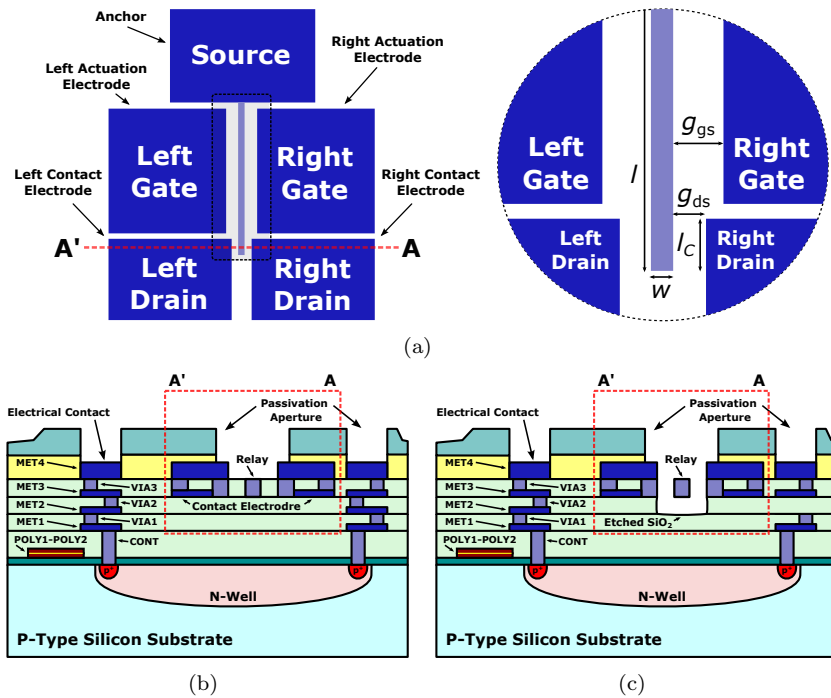 Anchor
Source
Left Actuation
Electrode
Right Actuation
Electrode
Left
Gate
Right
Gate
Left Contact
Electrode
Right Contact
Electrode
A'
A
Left
Drain
Right
Drain
Left
Gate
Right
Gate
l
g_gs
g_ds
l_C
w
Left
Drain
Right
Drain
(a)
A'
A
Electrical Contact
Passivation
Aperture
Relay
MET4
MET3
VIA3
MET2
VIA2
Contact Electrodre
MET1
VIA1
POLY1-POLY2
CONT
p+
p+
N-Well
P-Type Silicon Substrate
(b)
A'
A
Electrical Contact
Passivation
Aperture
Relay
MET4
MET3
VIA3
MET2
VIA2
MET1
VIA1
Etched SiO₂
POLY1-POLY2
CONT
p+
p+
N-Well
P-Type Silicon Substrate
(c)